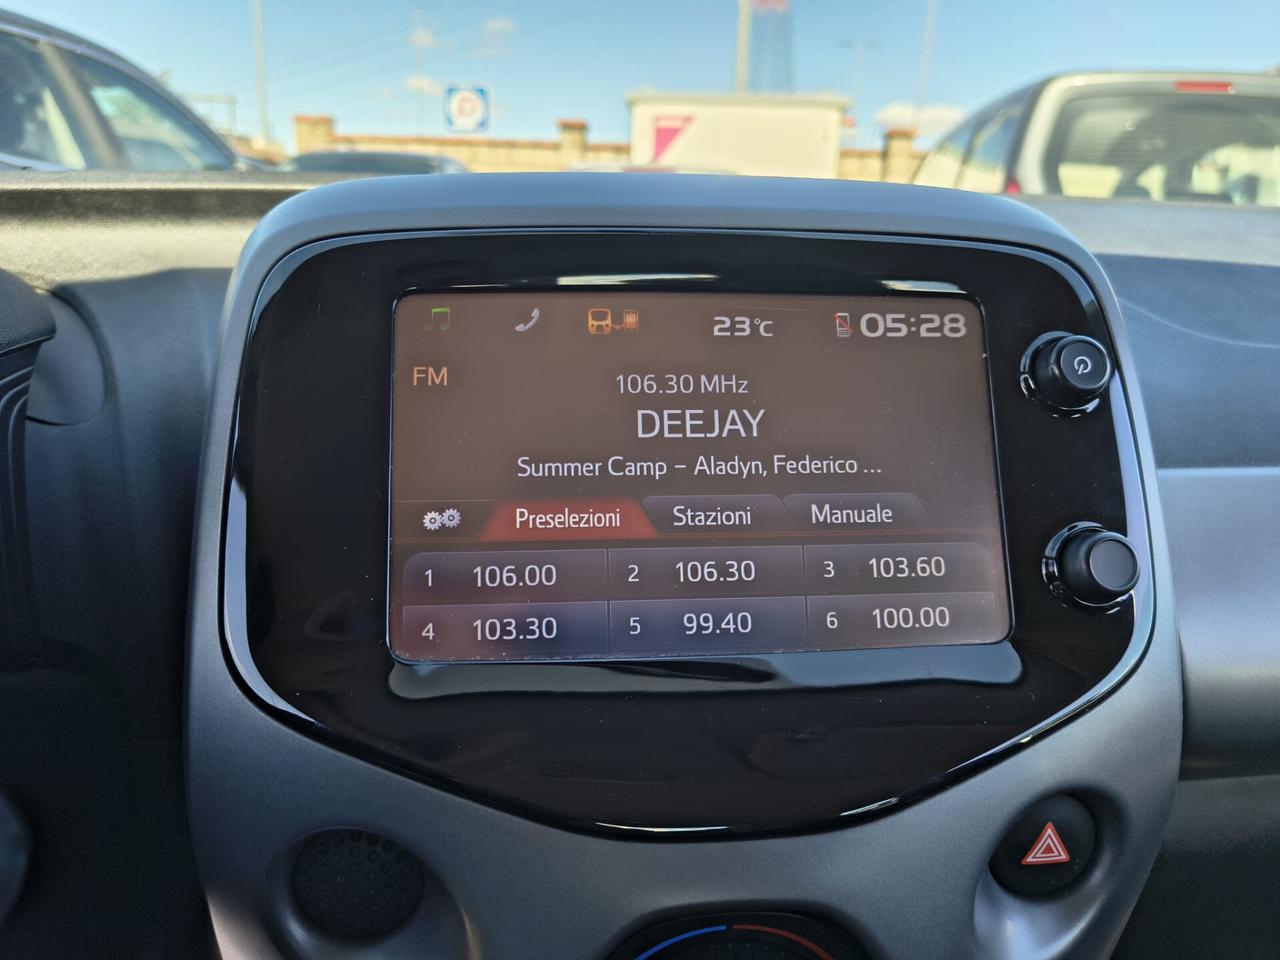 23°C
05:28
FM
106.30 MHz
DEEJAY
Summer Camp – Aladyn, Federico ...
Preselezioni Stazioni Manuale
1 106.00 2 106.30 3 103.60
4 103.30 5 99.40 6 100.00